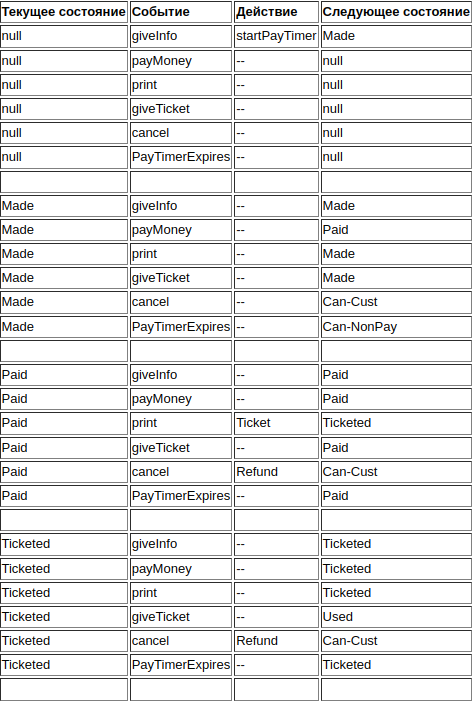 Текущее состояние Событие Действие Следующее состояние
null giveInfo startPayTimer Made
null payMoney -- null
null print -- null
null giveTicket -- null
null cancel -- null
null PayTimerExpires -- null
Made giveInfo -- Made
Made payMoney -- Paid
Made print -- Made
Made giveTicket -- Made
Made cancel -- Can-Cust
Made PayTimerExpires -- Can-NonPay
Paid giveInfo -- Paid
Paid payMoney -- Paid
Paid print Ticket Ticketed
Paid giveTicket -- Paid
Paid cancel Refund Can-Cust
Paid PayTimerExpires -- Paid
Ticketed giveInfo -- Ticketed
Ticketed payMoney -- Ticketed
Ticketed print -- Ticketed
Ticketed giveTicket -- Used
Ticketed cancel Refund Can-Cust
Ticketed PayTimerExpires -- Ticketed